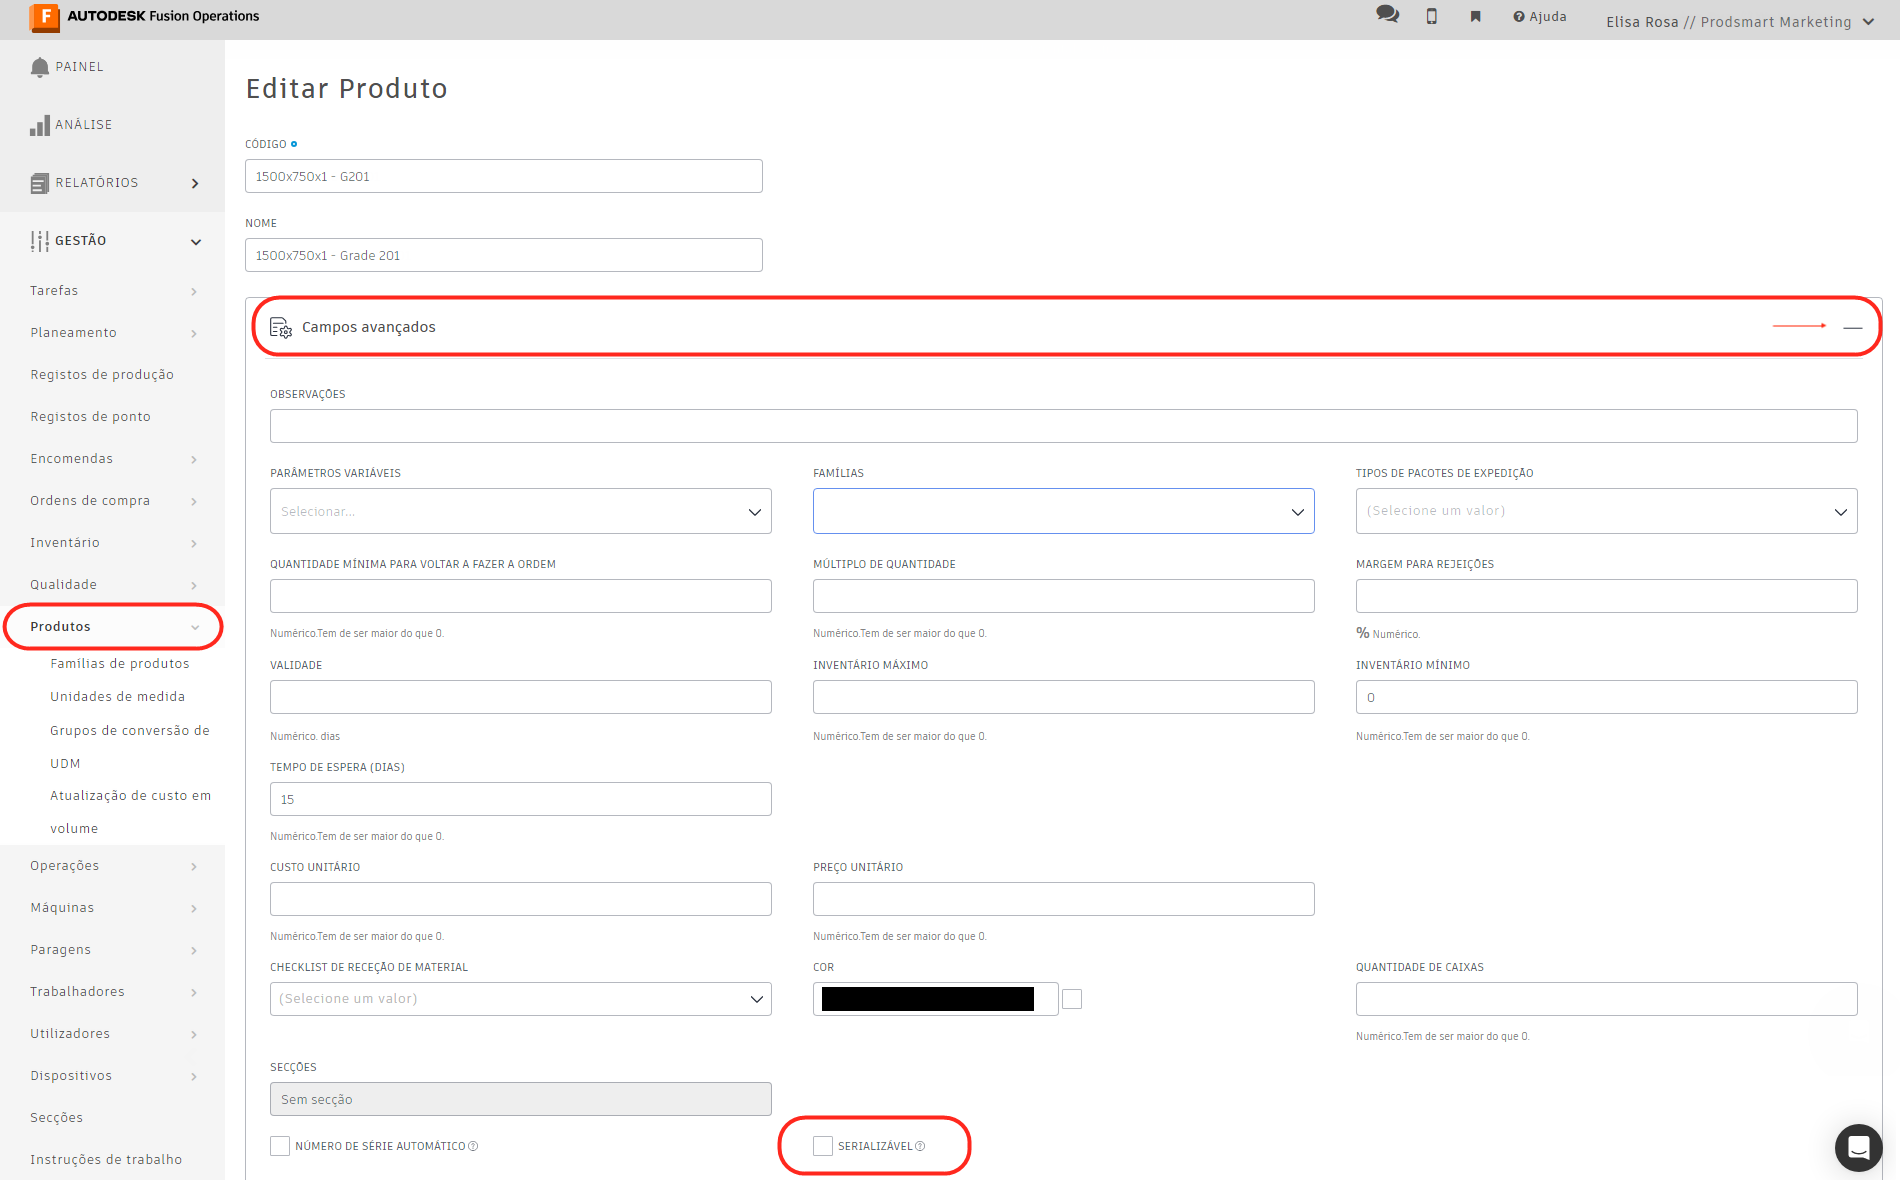 AUTODESK Fusion Operations
Ajuda
Elisa Rosa // Prodsmart Marketing
PAINEL
ANÁLISE
RELATÓRIOS
GESTÃO
Tarefas
Planeamento
Registos de produção
Registos de ponto
Encomendas
Ordens de compra
Inventário
Qualidade
Produtos
Famílias de produtos
Unidades de medida
Grupos de conversão de
UDM
Atualização de custo em
volume
Operações
Máquinas
Paragens
Trabalhadores
Utilizadores
Dispositivos
Secções
Instruções de trabalho
Editar Produto
CÓDIGO
1500x750x1 - G201
NOME
1500x750x1 - Grade 201
Campos avançados
OBSERVAÇÕES
PARÂMETROS VARIÁVEIS
Selecionar...
FAMÍLIAS
TIPOS DE PACOTES DE EXPEDIÇÃO
(Selecione um valor)
QUANTIDADE MÍNIMA PARA VOLTAR A FAZER A ORDEM
Numérico.Tem de ser maior do que 0.
MÚLTIPLO DE QUANTIDADE
Numérico.Tem de ser maior do que 0.
MARGEM PARA REJEIÇÕES
% Numérico.
VALIDADE
Numérico. dias
INVENTÁRIO MÁXIMO
Numérico.Tem de ser maior do que 0.
INVENTÁRIO MÍNIMO
0
Numérico.Tem de ser maior do que 0.
TEMPO DE ESPERA (DIAS)
15
Numérico.Tem de ser maior do que 0.
CUSTO UNITÁRIO
Numérico.Tem de ser maior do que 0.
PREÇO UNITÁRIO
Numérico.Tem de ser maior do que 0.
CHECKLIST DE RECEÇÃO DE MATERIAL
(Selecione um valor)
COR
QUANTIDADE DE CAIXAS
Numérico.Tem de ser maior do que 0.
SECÇÕES
Sem secção
NÚMERO DE SÉRIE AUTOMÁTICO
SERIALIZÁVEL